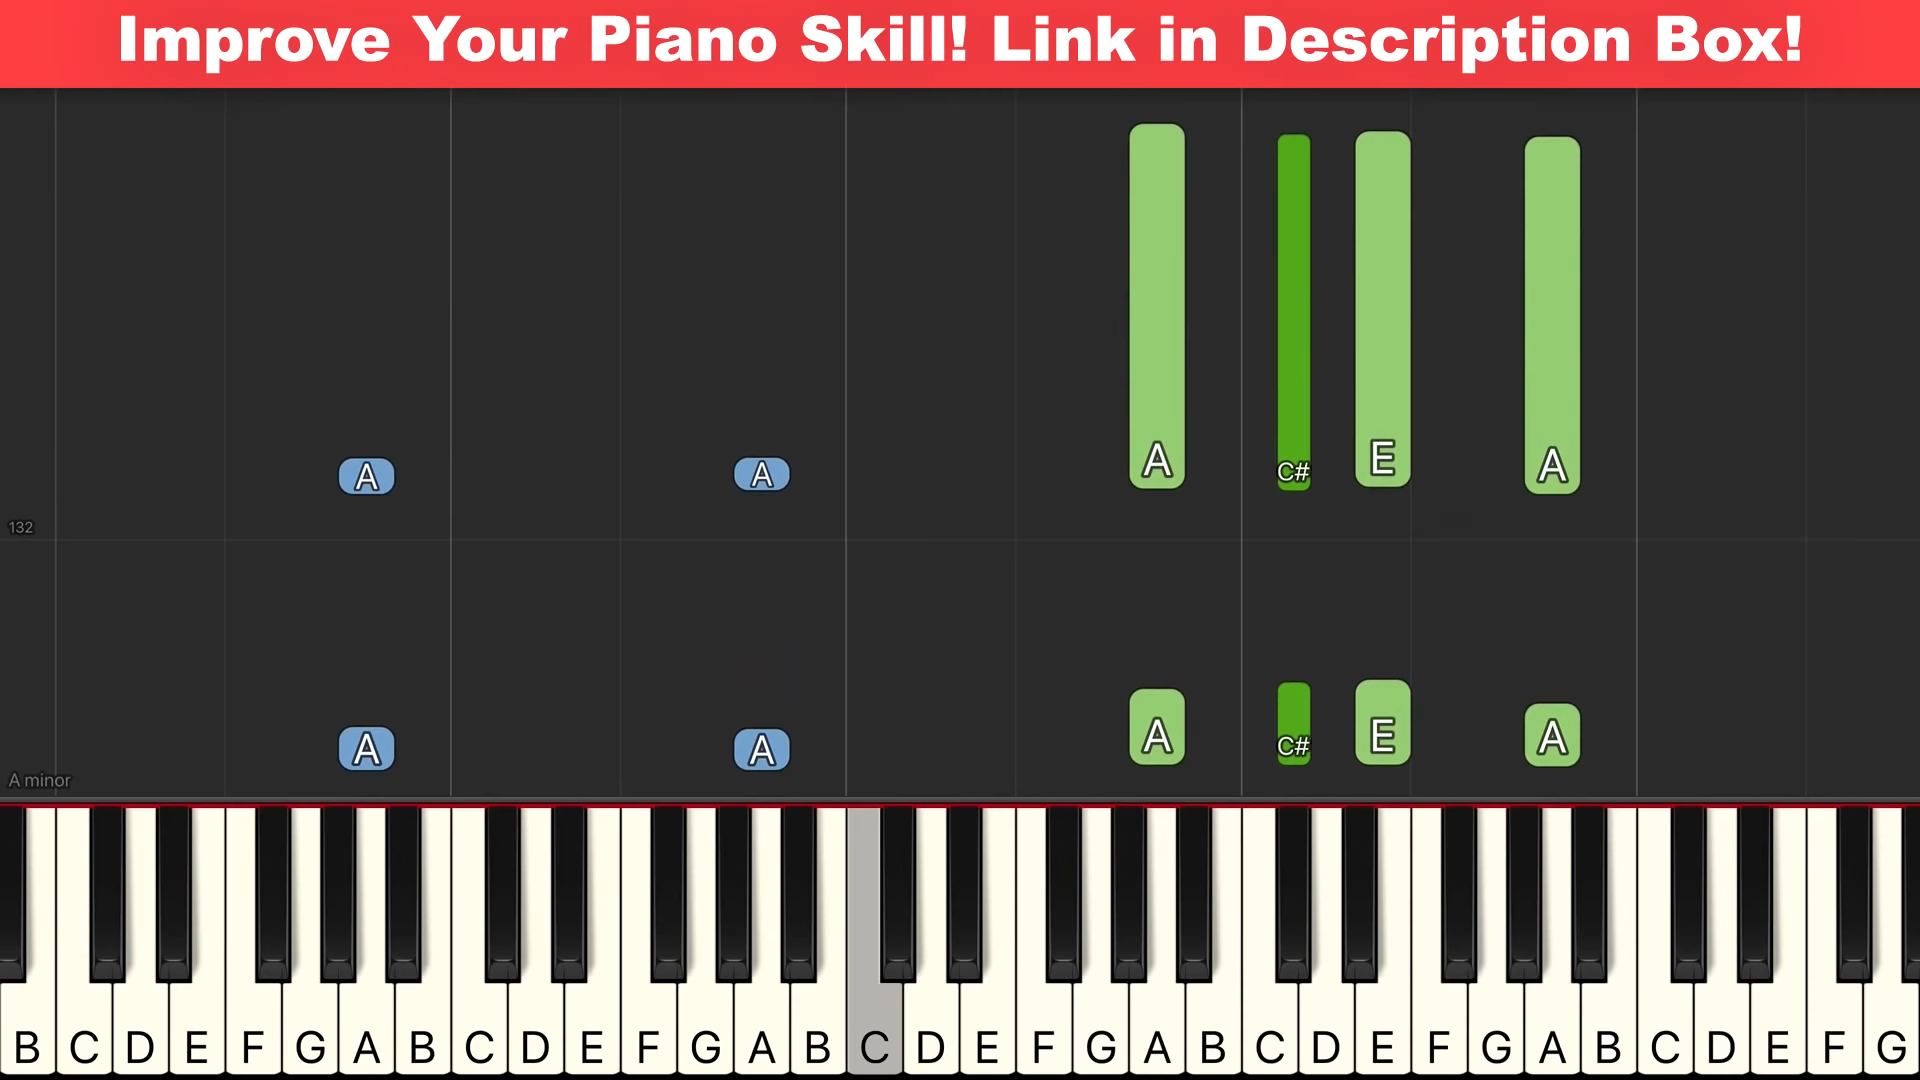 Improve Your Piano Skill! Link in Description Box!
A A A C# E A
132
A A A C# E A
A minor
B C D E F G A B C D E F G A B C D E F G A B C D E F G A B C D E F G